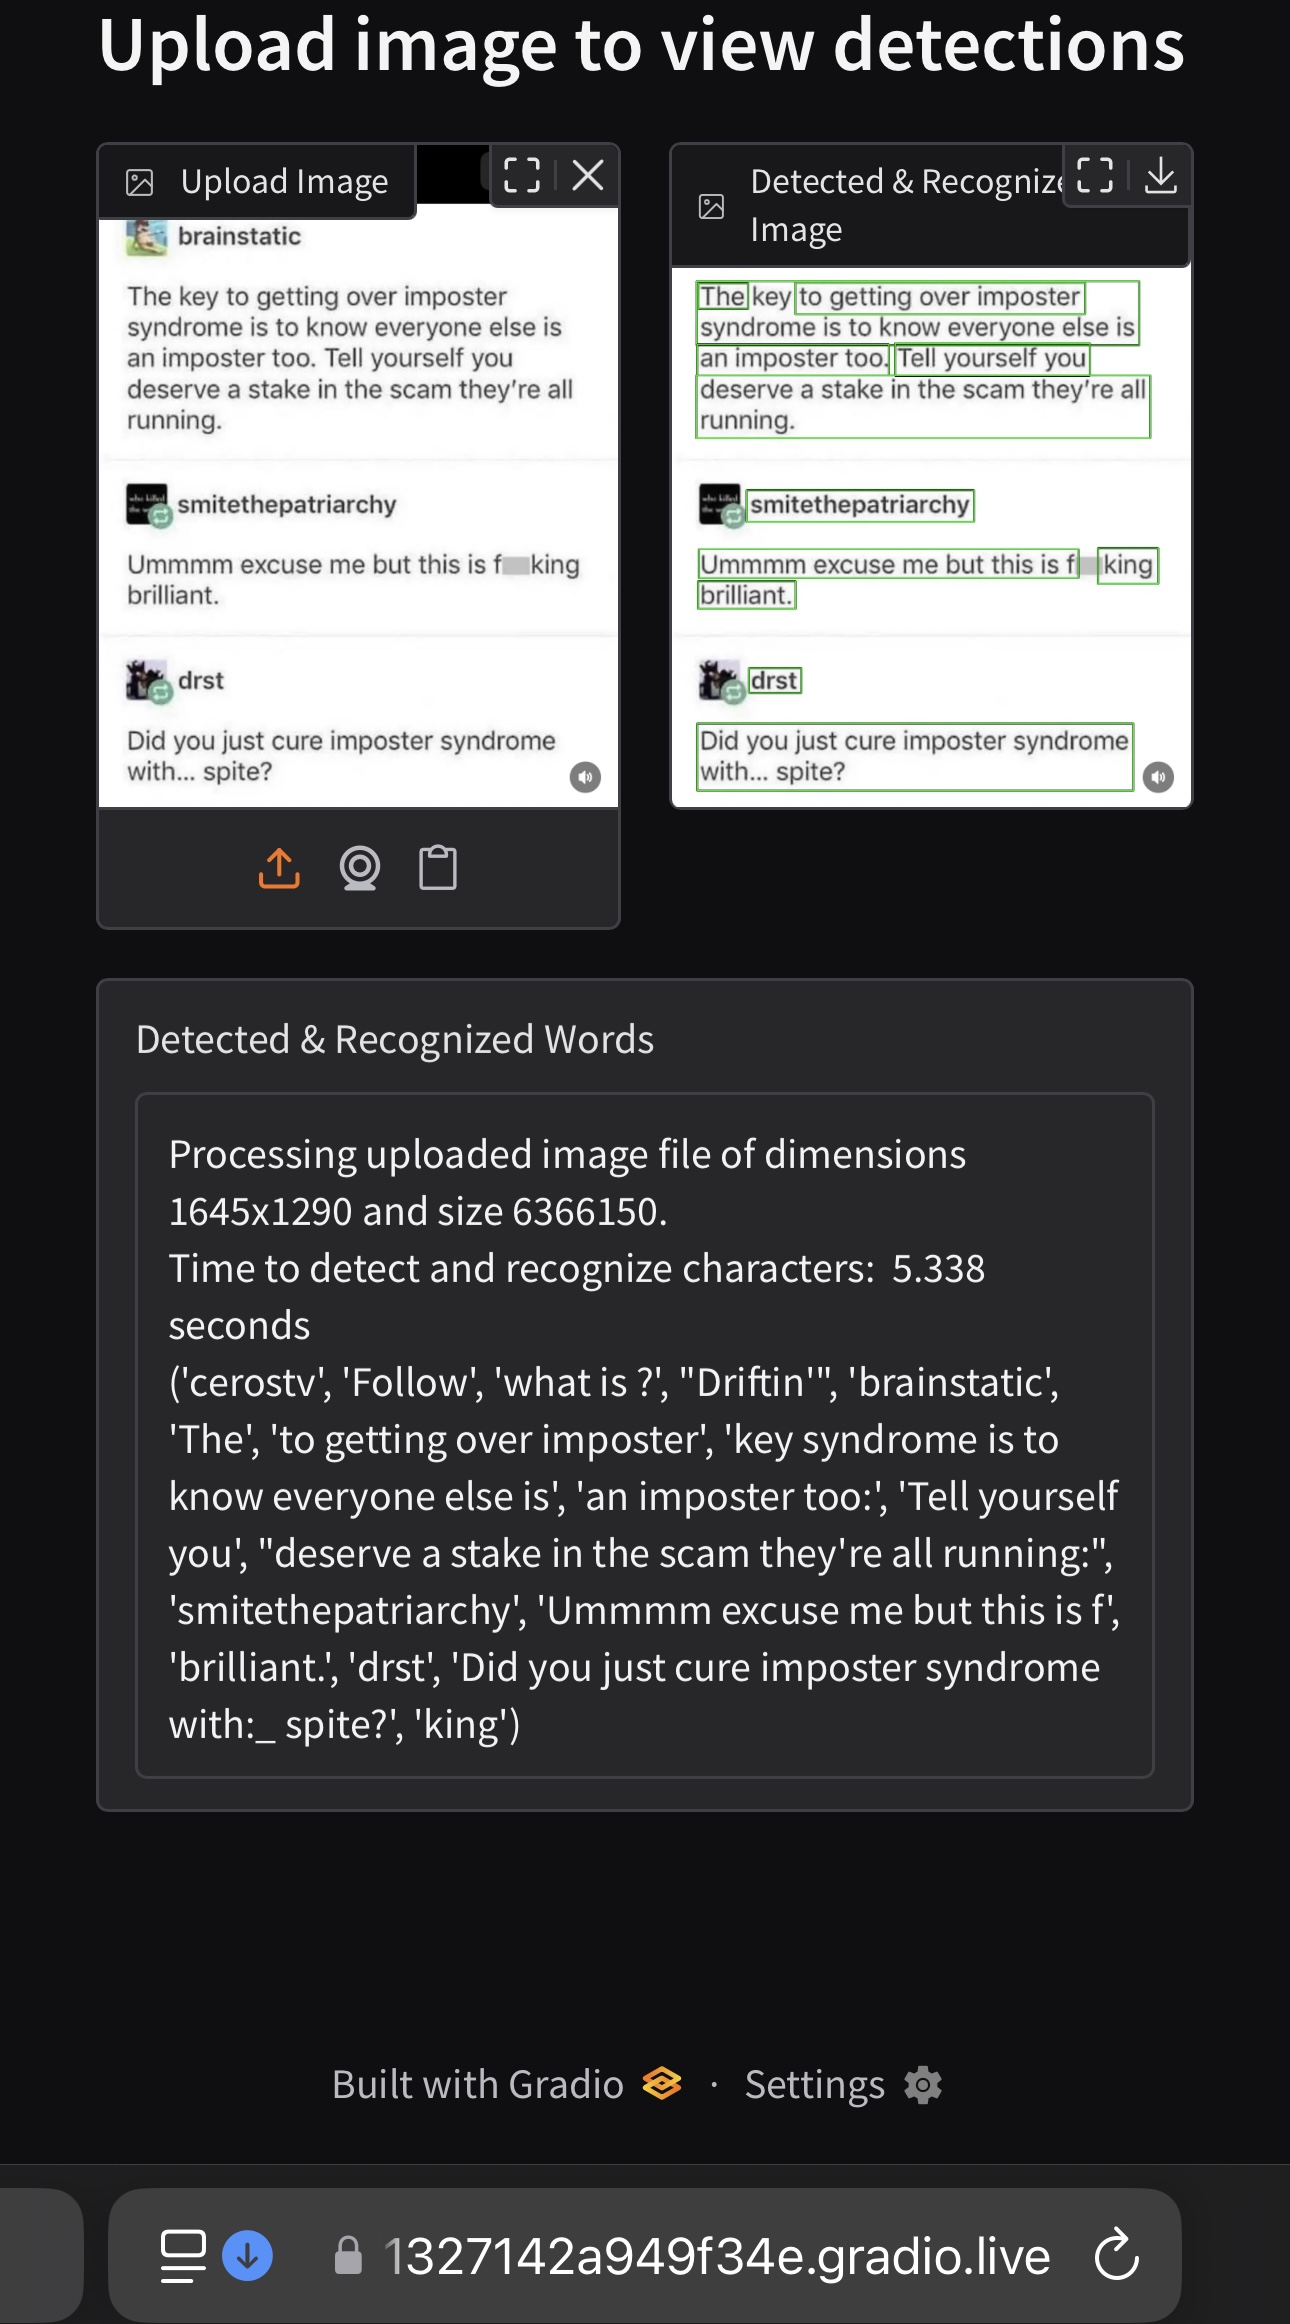 Upload image to view detections
Upload Image
brainstatic
The key to getting over imposter
syndrome is to know everyone else is
an imposter too. Tell yourself you
deserve a stake in the scam they're all
running.
smitethepatriarchy
Ummmm excuse me but this is f king
brilliant.
drst
Did you just cure imposter syndrome
with... spite?
Detected & Recognize
Image
The key to getting over imposter
syndrome is to know everyone else is
an imposter too. Tell yourself you
deserve a stake in the scam they're all
running.
smitethepatriarchy
Ummmm excuse me but this is f king
brilliant.
drst
Did you just cure imposter syndrome
with... spite?
Detected & Recognized Words
Processing uploaded image file of dimensions
1645x1290 and size 6366150.
Time to detect and recognize characters:  5.338
seconds
('cerostv', 'Follow', 'what is ?', "Driftin'", 'brainstatic',
'The', 'to getting over imposter', 'key syndrome is to
know everyone else is', 'an imposter too:', 'Tell yourself
you', "deserve a stake in the scam they're all running:",
'smitethepatriarchy', 'Ummmm excuse me but this is f',
'brilliant.', 'drst', 'Did you just cure imposter syndrome
with:_ spite?', 'king')
Built with Gradio · Settings
1327142a949f34e.gradio.live